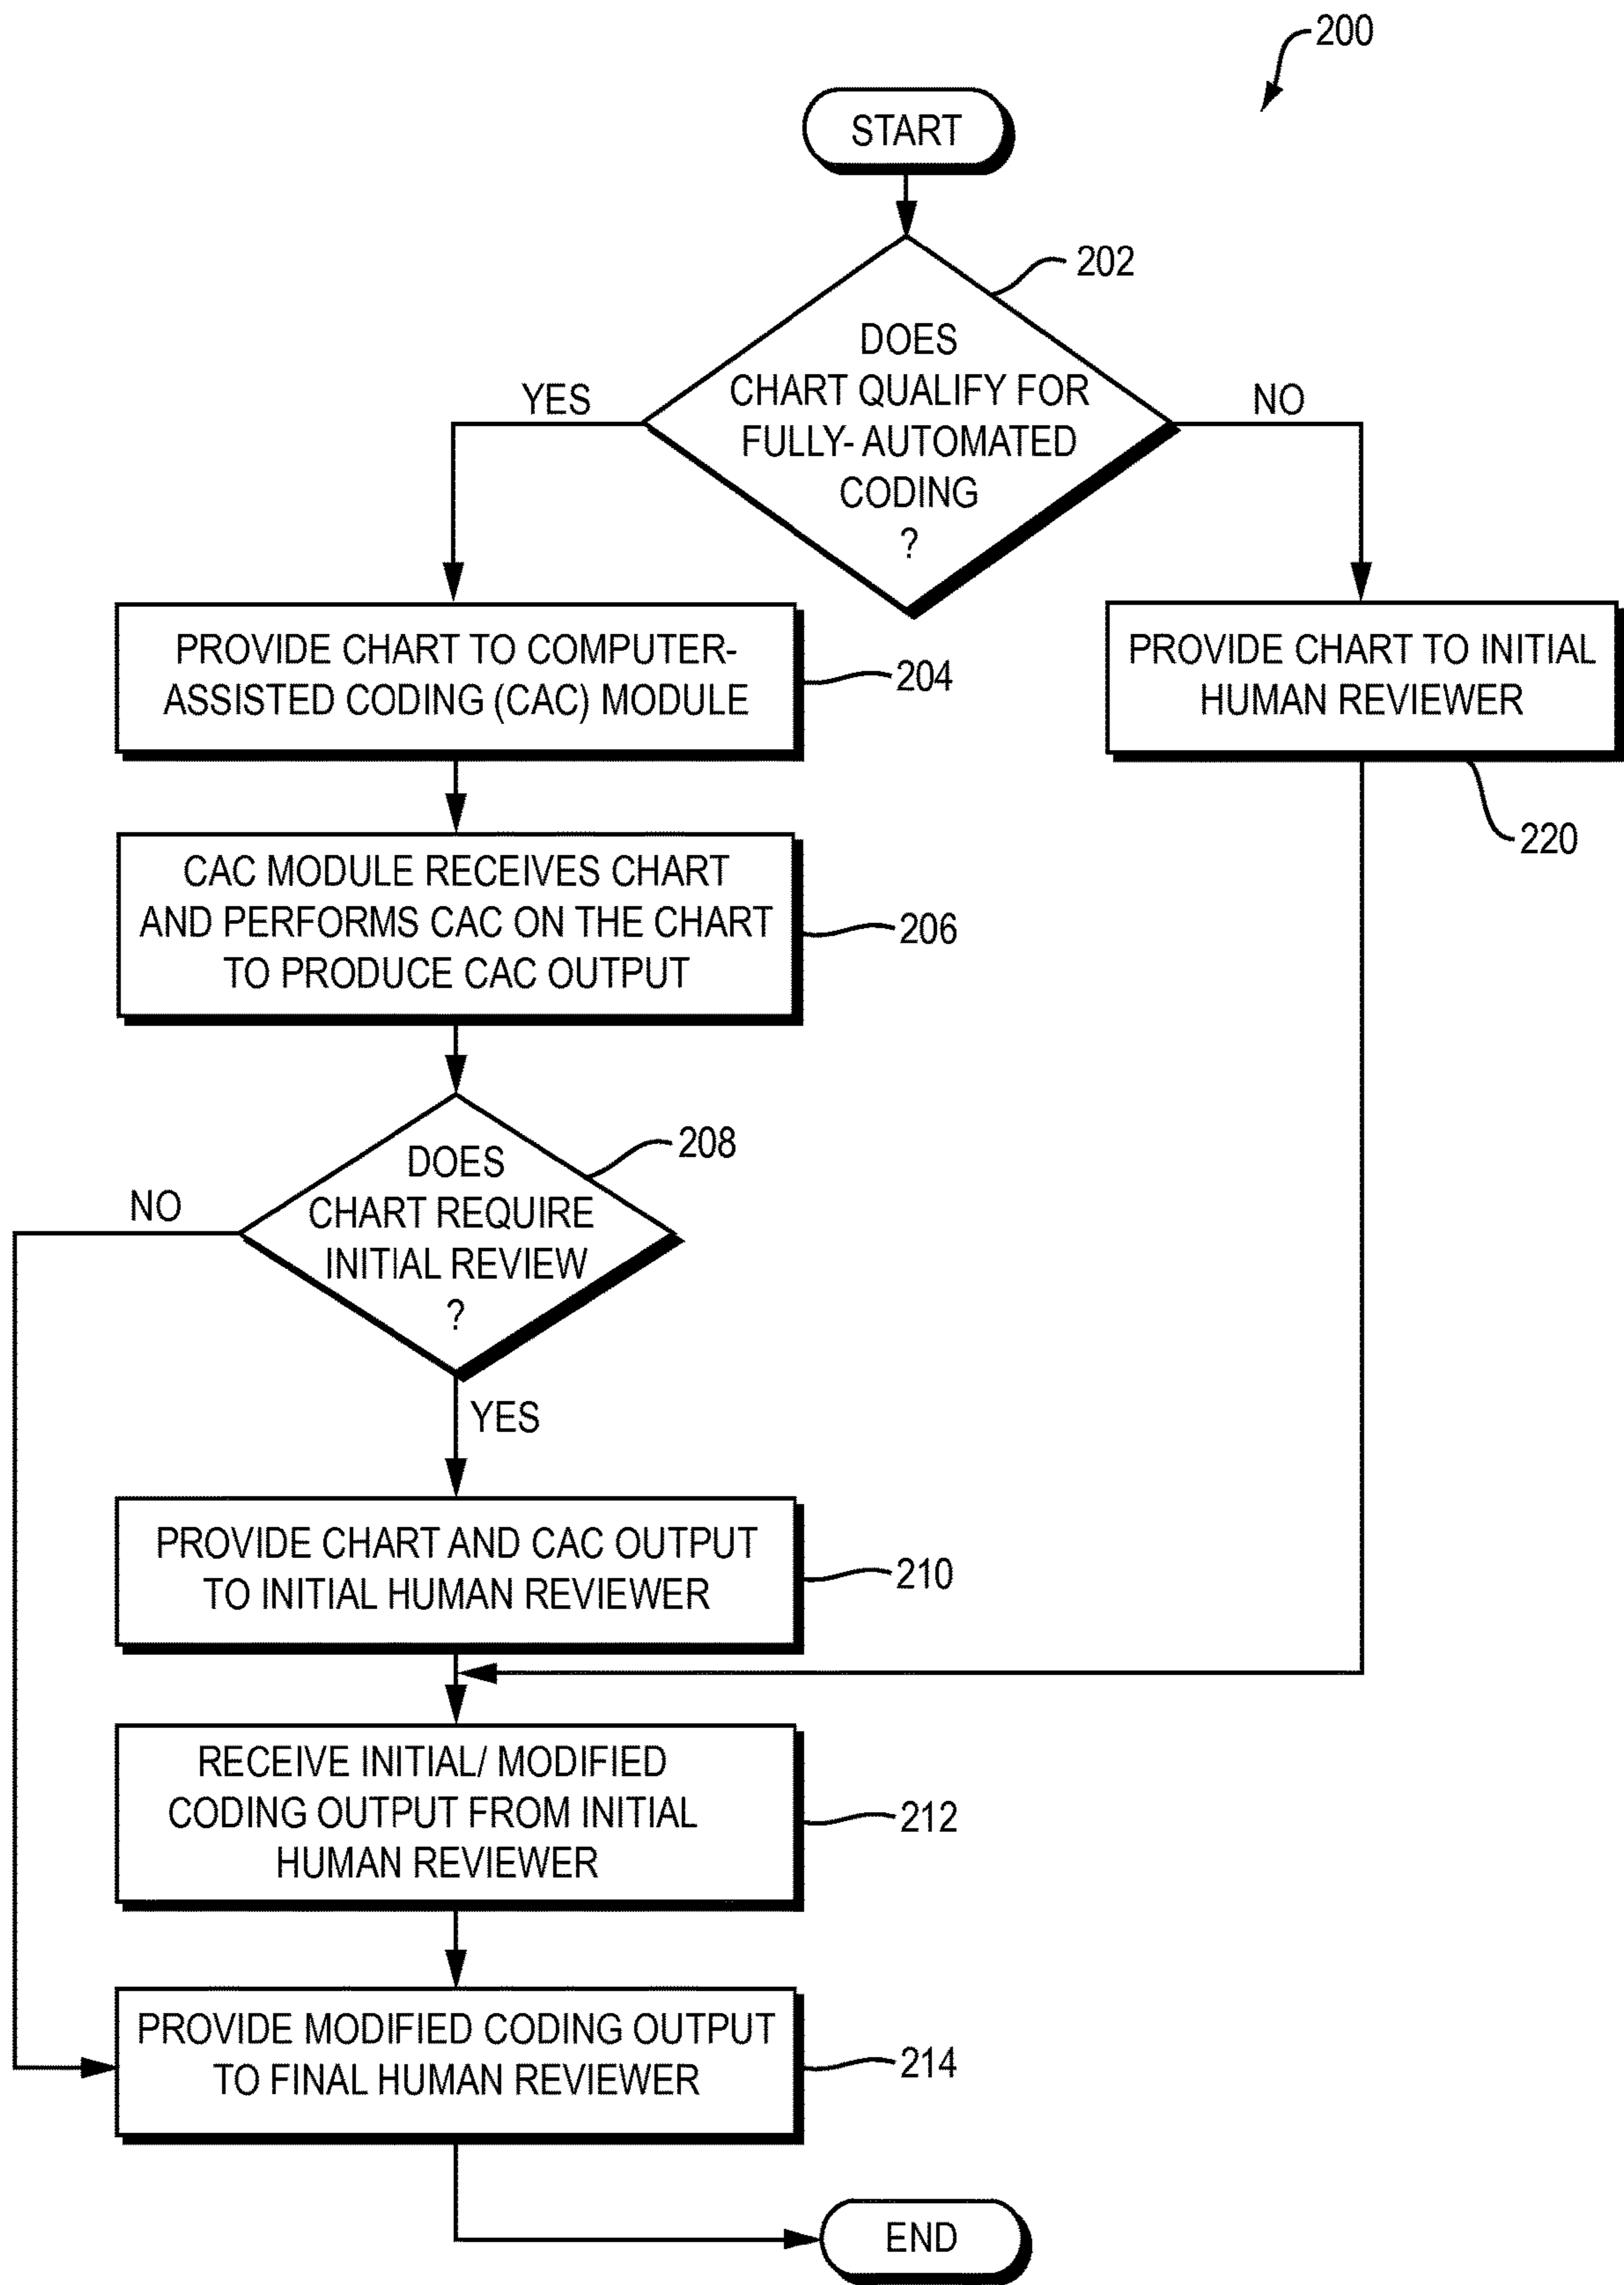 200
START
202
DOES
CHART QUALIFY FOR
FULLY- AUTOMATED
CODING
?
YES
NO
PROVIDE CHART TO COMPUTER-
ASSISTED CODING (CAC) MODULE
204
PROVIDE CHART TO INITIAL
HUMAN REVIEWER
220
CAC MODULE RECEIVES CHART
AND PERFORMS CAC ON THE CHART
TO PRODUCE CAC OUTPUT
206
DOES
CHART REQUIRE
INITIAL REVIEW
?
208
NO
YES
PROVIDE CHART AND CAC OUTPUT
TO INITIAL HUMAN REVIEWER
210
RECEIVE INITIAL/ MODIFIED
CODING OUTPUT FROM INITIAL
HUMAN REVIEWER
212
PROVIDE MODIFIED CODING OUTPUT
TO FINAL HUMAN REVIEWER
214
END